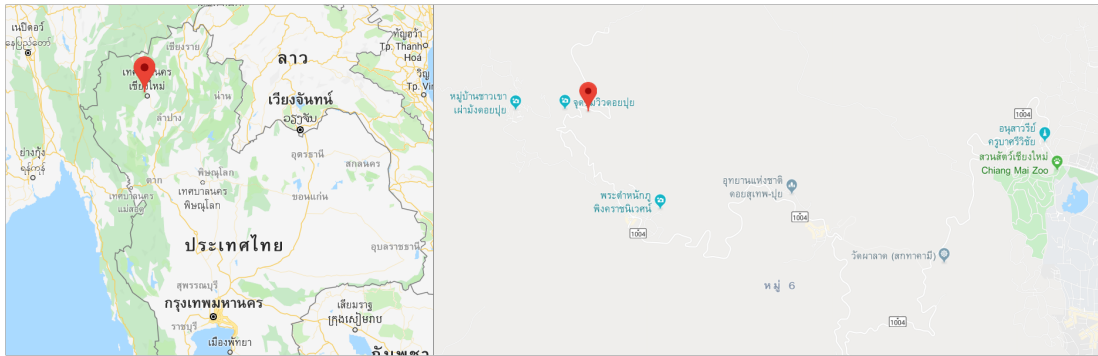 เนปิดอว์
နေပြည်တော်
เชียงราย
ลาว
ทัญฮว้า
Tp. Thanh
Hoá
เชียงใหม่
น่าน
วิญ
เวียงจันทน์
ลำปาง
ย่างกุ้ง
ရန်ကုန်
ตาก
พิษณุโลก
อุดรธานี
สกลนคร
เทศบาลนคร
แม่สอด
เทศบาลนคร
พิษณุโลก
ขอนแก่น
ประเทศไทย
อุบลราชธานี
สุพรรณบุรี
กรุงเทพมหานคร
เสียมราฐ
ราชบุรี
เมืองพัทยา
หมู่บ้านชาวเขา
เผ่าม้งดอยปุย
พระตำหนักภู
พิงคราชนิเวศน์
1004
อุทยานแห่งชาติ
ดอยสุเทพ-ปุย
1004
หมู่ 6
1004
วัดผาลาด (สกทาคามี)
1004
อนุสาวรีย์
ครูบาศรีวิชัย
สวนสัตว์เชียงใหม่
Chiang Mai Zoo